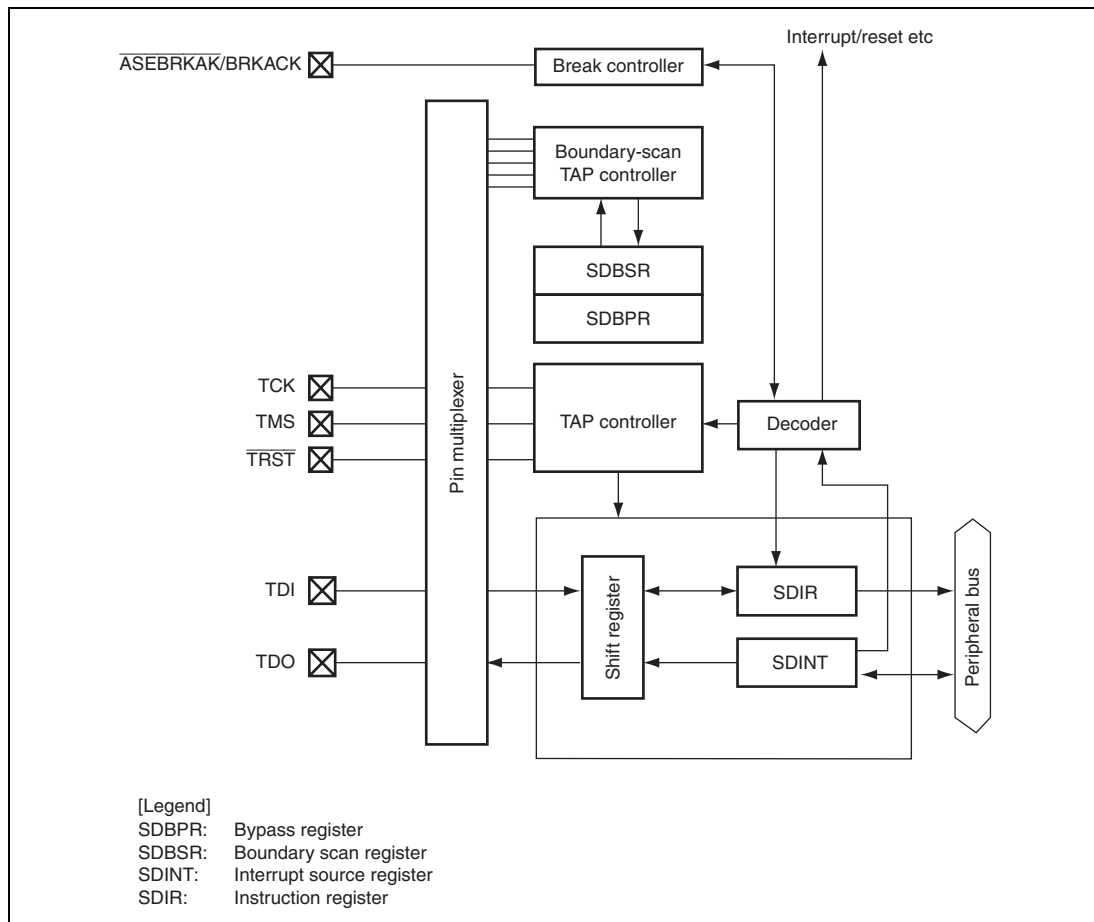 Interrupt/reset etc
ASEBRKAK/BRKACK
Break controller
Boundary-scan
TAP controller
SDBSR
SDBPR
Pin multiplexer
TCK
TMS
TRST
TAP controller
Decoder
TDI
TDO
Shift register
SDIR
SDINT
Peripheral bus
[Legend]
SDBPR: Bypass register
SDBSR: Boundary scan register
SDINT: Interrupt source register
SDIR: Instruction register